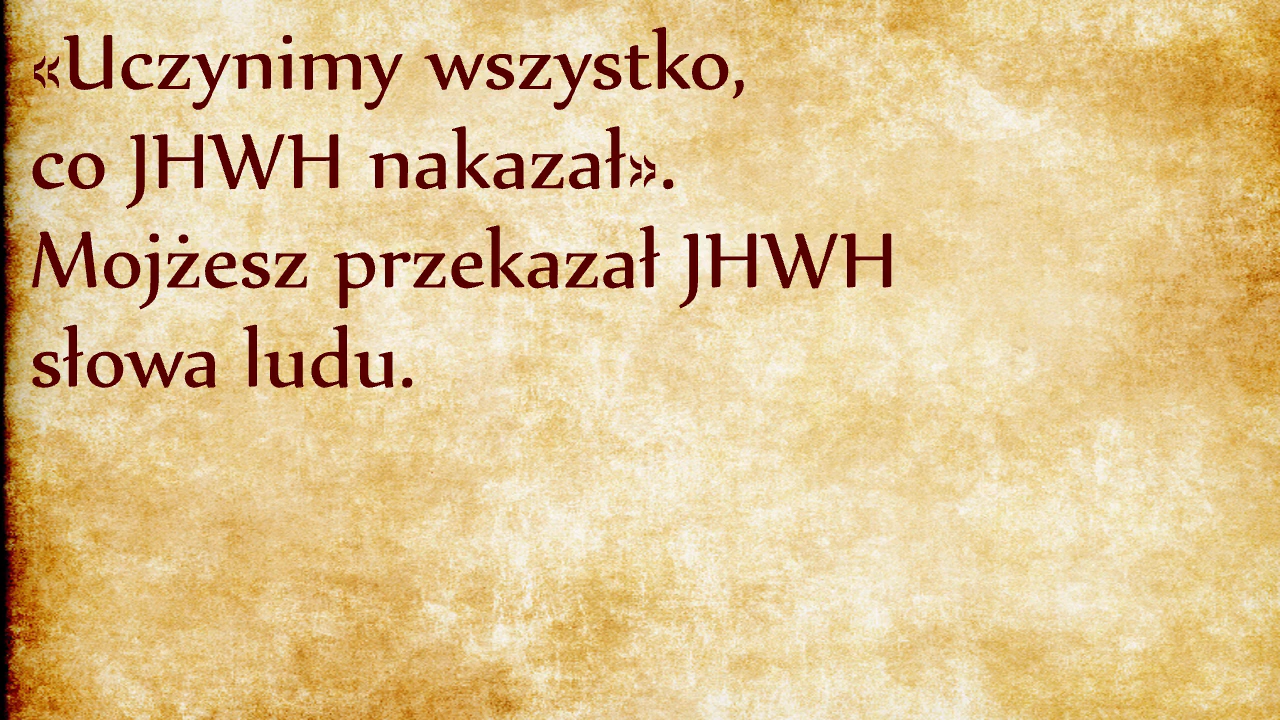 «Uczynimy wszystko,
co JHWH nakazał».
Mojżesz przekazał JHWH
słowa ludu.